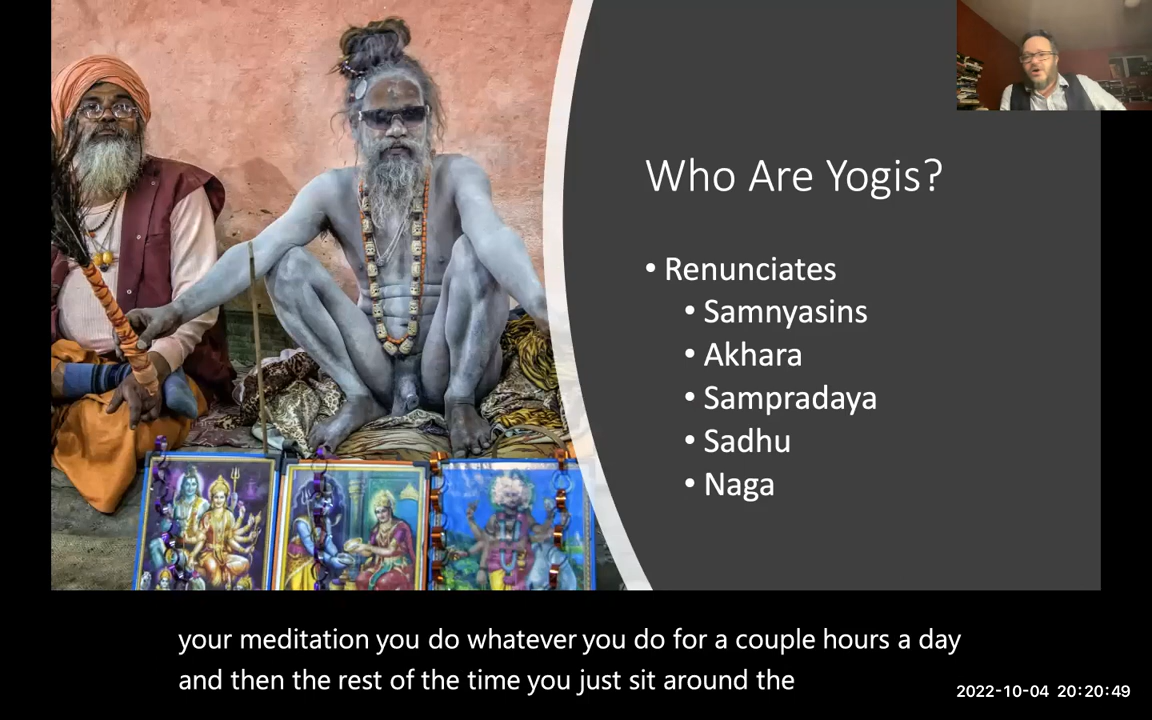 Who Are Yogis?
• Renunciates
• Samnyasins
• Akhara
• Sampradaya
• Sadhu
• Naga
your meditation you do whatever you do for a couple hours a day
and then the rest of the time you just sit around the
2022-10-04 20:20:49